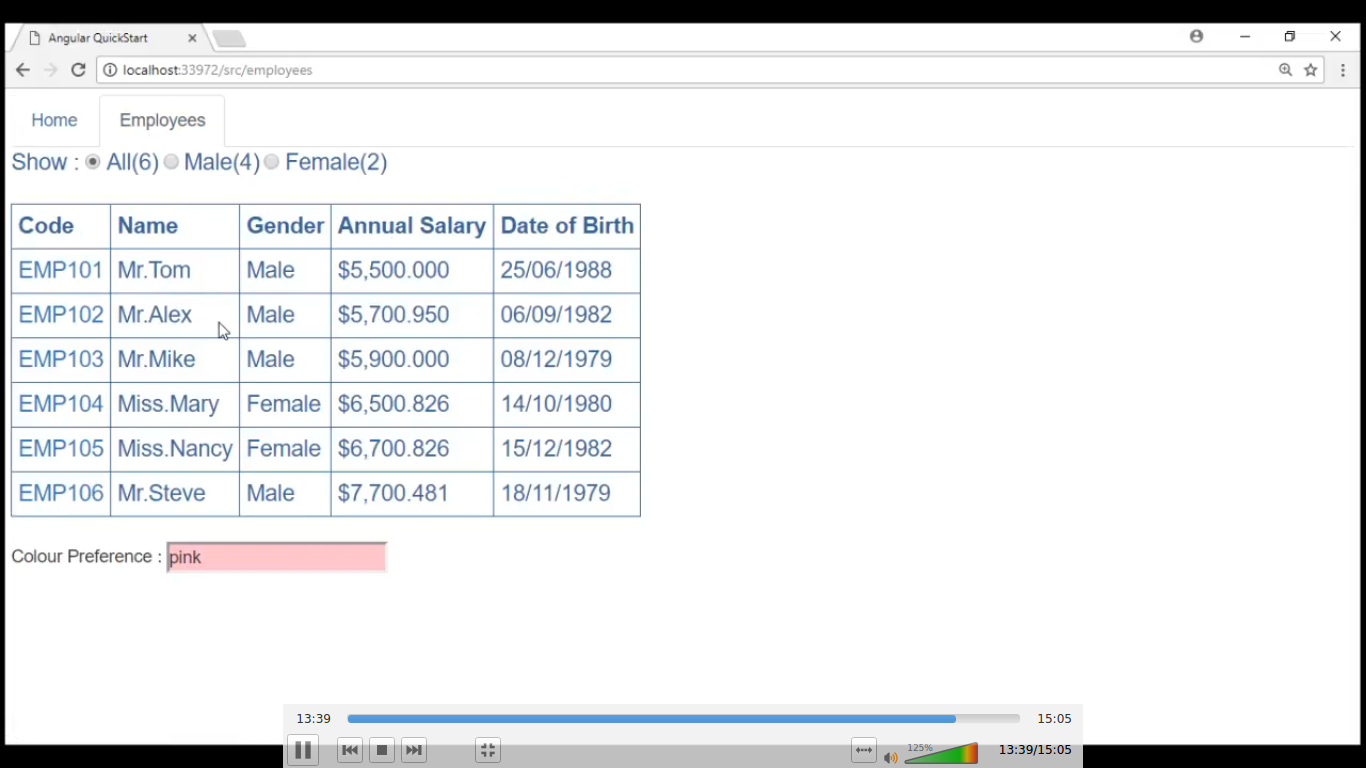 Angular QuickStart
localhost:33972/src/employees
Home Employees
Show : All(6) Male(4) Female(2)
Code Name Gender Annual Salary Date of Birth
EMP101 Mr.Tom Male $5,500.000 25/06/1988
EMP102 Mr.Alex Male $5,700.950 06/09/1982
EMP103 Mr.Mike Male $5,900.000 08/12/1979
EMP104 Miss.Mary Female $6,500.826 14/10/1980
EMP105 Miss.Nancy Female $6,700.826 15/12/1982
EMP106 Mr.Steve Male $7,700.481 18/11/1979
Colour Preference : pink
13:39 15:05
125% 13:39/15:05